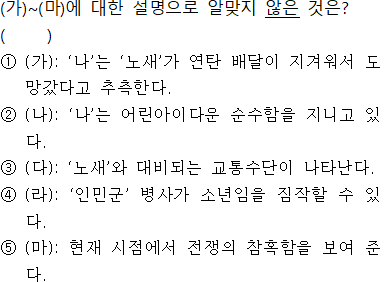 (가)~(마)에 대한 설명으로 알맞지 않은 것은?
(          )
① (가): ‘나’는 ‘노새’가 연탄 배달이 지겨워서 도
망갔다고 추측한다.
② (나): ‘나’는 어린아이다운 순수함을 지니고 있
다.
③ (다): ‘노새’와 대비되는 교통수단이 나타난다.
④ (라): ‘인민군’ 병사가 소년임을 짐작할 수 있
다.
⑤ (마): 현재 시점에서 전쟁의 참혹함을 보여 준
다.